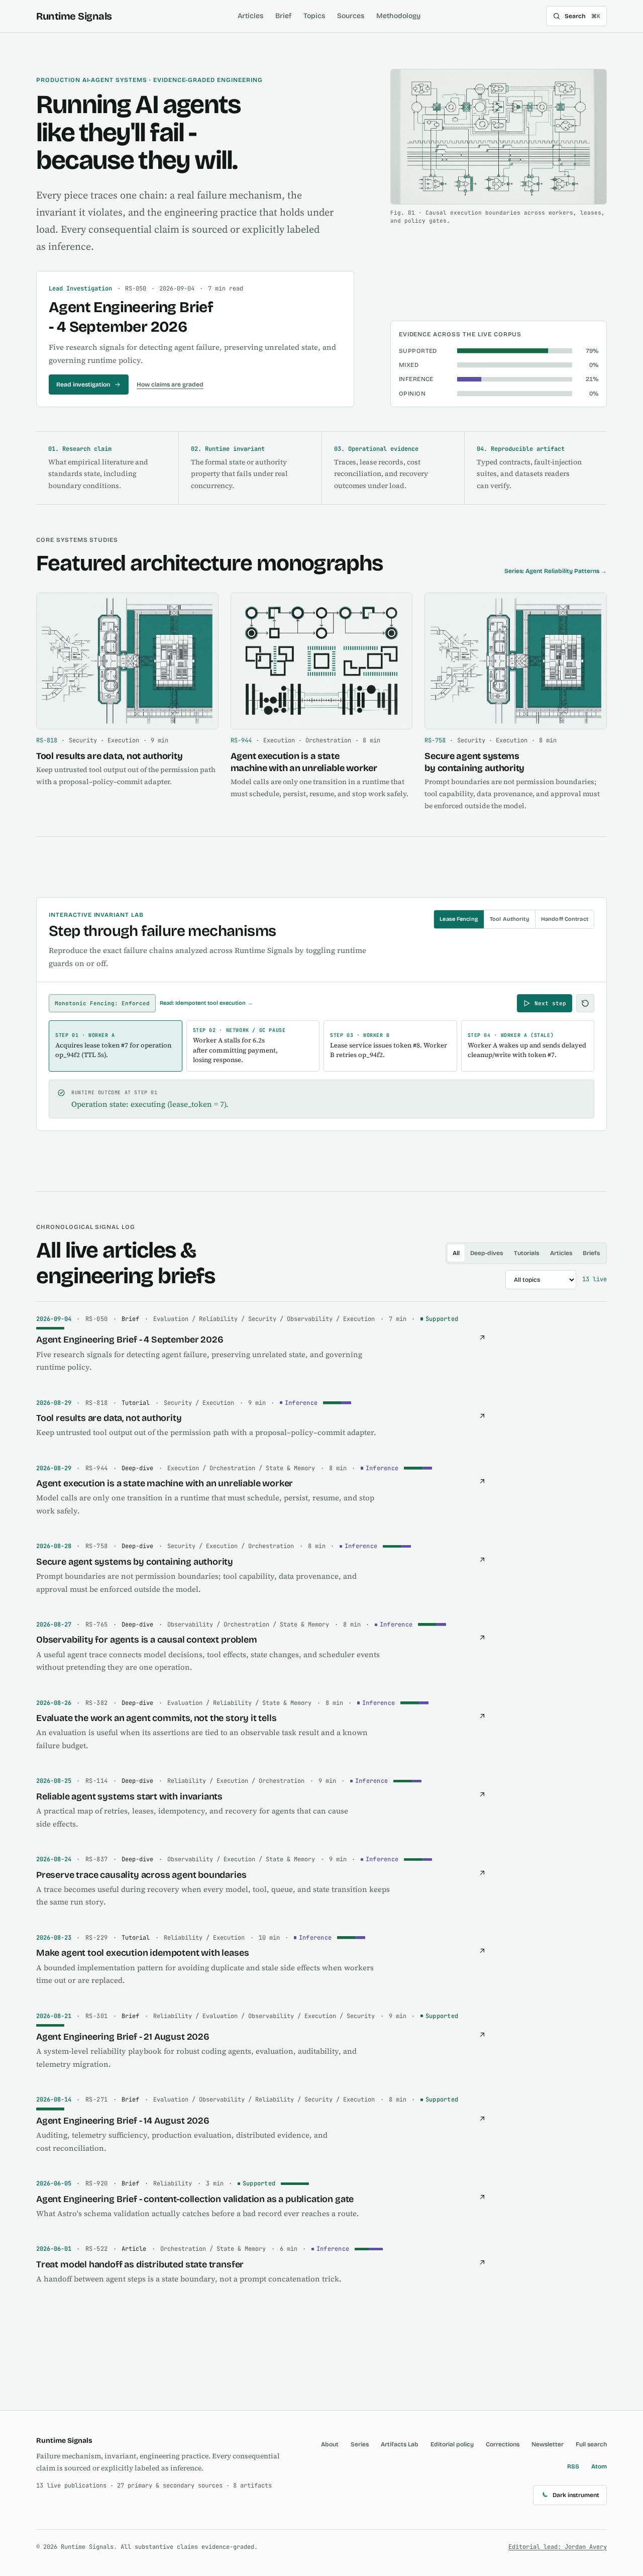 Runtime Signals
Articles
Brief
Topics
Sources
Methodology
Search ⌘K
PRODUCTION AI-AGENT SYSTEMS · EVIDENCE-GRADED ENGINEERING
Running AI agents
like they'll fail -
because they will.
Every piece traces one chain: a real failure mechanism, the
invariant it violates, and the engineering practice that holds under
load. Every consequential claim is sourced or explicitly labeled
as inference.
Fig. 01 · Causal execution boundaries across workers, leases,
and policy gates.
Lead Investigation · RS-050 · 2026-09-04 · 7 min read
Agent Engineering Brief
- 4 September 2026
Five research signals for detecting agent failure, preserving unrelated state, and
governing runtime policy.
Read investigation →
How claims are graded
EVIDENCE ACROSS THE LIVE CORPUS
SUPPORTED 79%
MIXED 0%
INFERENCE 21%
OPINION 0%
01. Research claim
What empirical literature and
standards state, including
boundary conditions.
02. Runtime invariant
The formal state or authority
property that fails under real
concurrency.
03. Operational evidence
Traces, lease records, cost
reconciliation, and recovery
outcomes under load.
04. Reproducible artifact
Typed contracts, fault-injection
suites, and datasets readers
can verify.
CORE SYSTEMS STUDIES
Featured architecture monographs
Series: Agent Reliability Patterns →
RS-818 · Security · Execution · 9 min
Tool results are data, not authority
Keep untrusted tool output out of the permission path
with a proposal–policy–commit adapter.
RS-944 · Execution · Orchestration · 8 min
Agent execution is a state
machine with an unreliable worker
Model calls are only one transition in a runtime that
must schedule, persist, resume, and stop work safely.
RS-758 · Security · Execution · 8 min
Secure agent systems
by containing authority
Prompt boundaries are not permission boundaries;
tool capability, data provenance, and approval must
be enforced outside the model.
INTERACTIVE INVARIANT LAB
Step through failure mechanisms
Reproduce the exact failure chains analyzed across Runtime Signals by toggling runtime
guards on or off.
Lease Fencing
Tool Authority
Handoff Contract
Monotonic Fencing: Enforced
Read: Idempotent tool execution →
Next step
STEP 01 · WORKER A
Acquires lease token #7 for operation
op_94f2 (TTL 5s).
STEP 02 · NETWORK / GC PAUSE
Worker A stalls for 6.2s
after committing payment,
losing response.
STEP 03 · WORKER B
Lease service issues token #8. Worker
B retries op_94f2.
STEP 04 · WORKER A (STALE)
Worker A wakes up and sends delayed
cleanup/write with token #7.
RUNTIME OUTCOME AT STEP 01
Operation state: executing (lease_token = 7).
CHRONOLOGICAL SIGNAL LOG
All live articles &
engineering briefs
All
Deep-dives
Tutorials
Articles
Briefs
All topics
13 live
2026-09-04 · RS-050 · Brief · Evaluation / Reliability / Security / Observability / Execution · 7 min · Supported
Agent Engineering Brief - 4 September 2026
Five research signals for detecting agent failure, preserving unrelated state, and governing
runtime policy.
2026-08-29 · RS-818 · Tutorial · Security / Execution · 9 min · Inference
Tool results are data, not authority
Keep untrusted tool output out of the permission path with a proposal–policy–commit adapter.
2026-08-29 · RS-944 · Deep-dive · Execution / Orchestration / State & Memory · 8 min · Inference
Agent execution is a state machine with an unreliable worker
Model calls are only one transition in a runtime that must schedule, persist, resume, and stop
work safely.
2026-08-28 · RS-758 · Deep-dive · Security / Execution / Orchestration · 8 min · Inference
Secure agent systems by containing authority
Prompt boundaries are not permission boundaries; tool capability, data provenance, and
approval must be enforced outside the model.
2026-08-27 · RS-765 · Deep-dive · Observability / Orchestration / State & Memory · 8 min · Inference
Observability for agents is a causal context problem
A useful agent trace connects model decisions, tool effects, state changes, and scheduler events
without pretending they are one operation.
2026-08-26 · RS-382 · Deep-dive · Evaluation / Reliability / State & Memory · 8 min · Inference
Evaluate the work an agent commits, not the story it tells
An evaluation is useful when its assertions are tied to an observable task result and a known
failure budget.
2026-08-25 · RS-114 · Deep-dive · Reliability / Execution / Orchestration · 9 min · Inference
Reliable agent systems start with invariants
A practical map of retries, leases, idempotency, and recovery for agents that can cause
side effects.
2026-08-24 · RS-837 · Deep-dive · Observability / Execution / State & Memory · 9 min · Inference
Preserve trace causality across agent boundaries
A trace becomes useful during recovery when every model, tool, queue, and state transition keeps
the same run story.
2026-08-23 · RS-229 · Tutorial · Reliability / Execution · 10 min · Inference
Make agent tool execution idempotent with leases
A bounded implementation pattern for avoiding duplicate and stale side effects when workers
time out or are replaced.
2026-08-21 · RS-301 · Brief · Reliability / Evaluation / Observability / Execution / Security · 9 min · Supported
Agent Engineering Brief - 21 August 2026
A system-level reliability playbook for robust coding agents, evaluation, auditability, and
telemetry migration.
2026-08-14 · RS-271 · Brief · Evaluation / Observability / Reliability / Security / Execution · 8 min · Supported
Agent Engineering Brief - 14 August 2026
Auditing, telemetry sufficiency, production evaluation, distributed evidence, and
cost reconciliation.
2026-06-05 · RS-920 · Brief · Reliability · 3 min · Supported
Agent Engineering Brief - content-collection validation as a publication gate
What Astro's schema validation actually catches before a bad record ever reaches a route.
2026-06-01 · RS-522 · Article · Orchestration / State & Memory · 6 min · Inference
Treat model handoff as distributed state transfer
A handoff between agent steps is a state boundary, not a prompt concatenation trick.
Runtime Signals
Failure mechanism, invariant, engineering practice. Every consequential
claim is sourced or explicitly labeled as inference.
13 live publications · 27 primary & secondary sources · 8 artifacts
About
Series
Artifacts Lab
Editorial policy
Corrections
Newsletter
Full search
RSS
Atom
Dark instrument
© 2026 Runtime Signals. All substantive claims evidence-graded.
Editorial lead: Jordan Avery